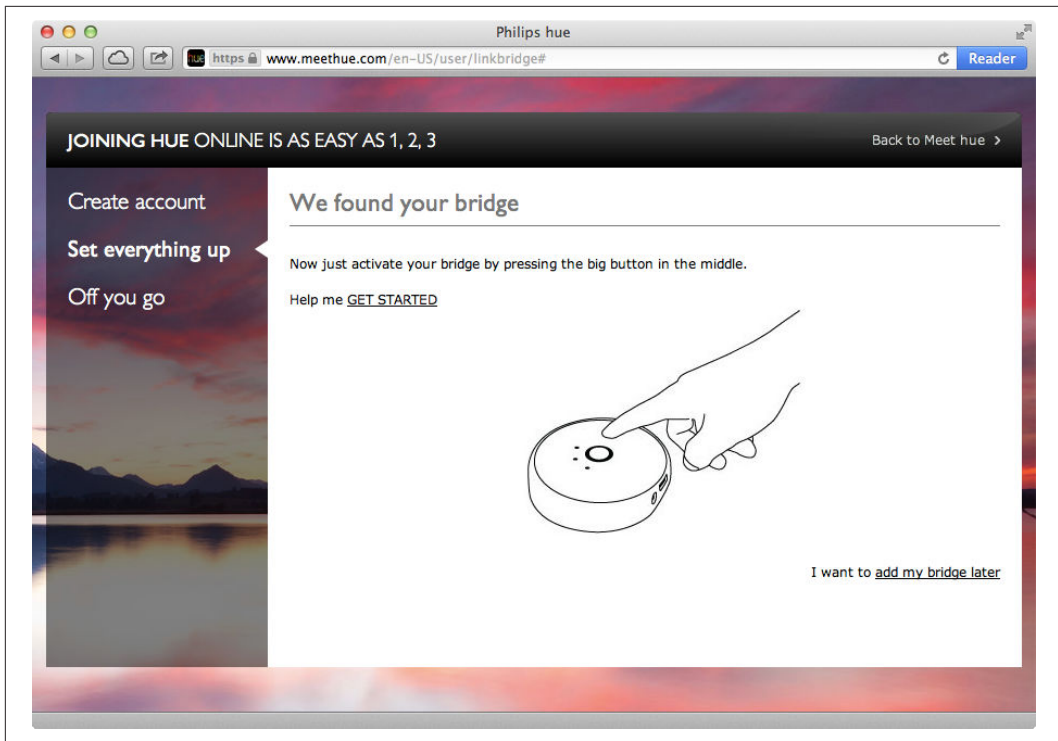 Philips hue
hue https www.meethue.com/en-US/user/linkbridge# Reader
JOINING HUE ONLINE IS AS EASY AS 1, 2, 3
Back to Meet hue >
Create account
Set everything up
Off you go
We found your bridge
Now just activate your bridge by pressing the big button in the middle.
Help me GET STARTED
I want to add my bridge later